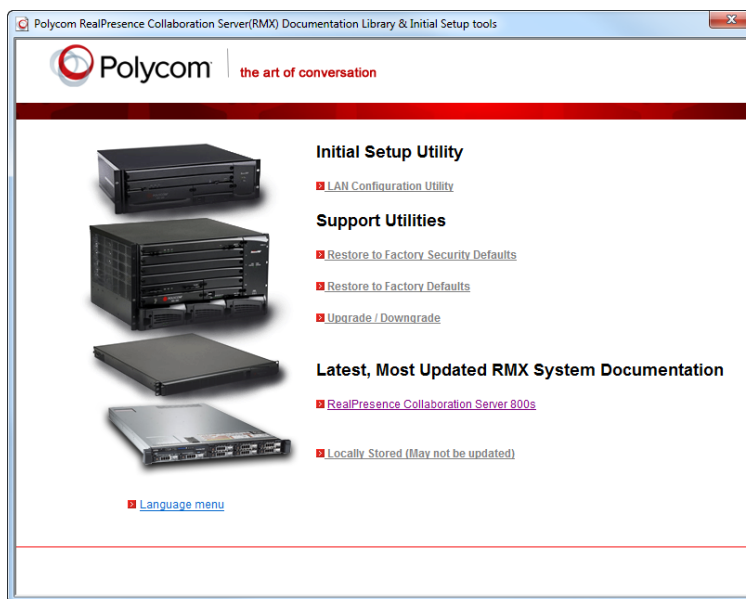 Polycom RealPresence Collaboration Server(RMX) Documentation Library & Initial Setup tools
Polycom
the art of conversation
Initial Setup Utility
LAN Configuration Utility
Support Utilities
Restore to Factory Security Defaults
Restore to Factory Defaults
Upgrade / Downgrade
Latest, Most Updated RMX System Documentation
RealPresence Collaboration Server 800s
Locally Stored (May not be updated)
Language menu